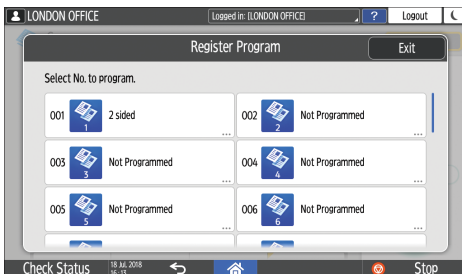 LONDON OFFICE
Logged in: [LONDON OFFICE]
?
Logout
Register Program
Exit
Select No. to program.
001 1 2 sided
002 2 Not Programmed
003 3 Not Programmed
004 4 Not Programmed
005 5 Not Programmed
006 6 Not Programmed
Check Status
18 Jul. 2018
16:13
Stop